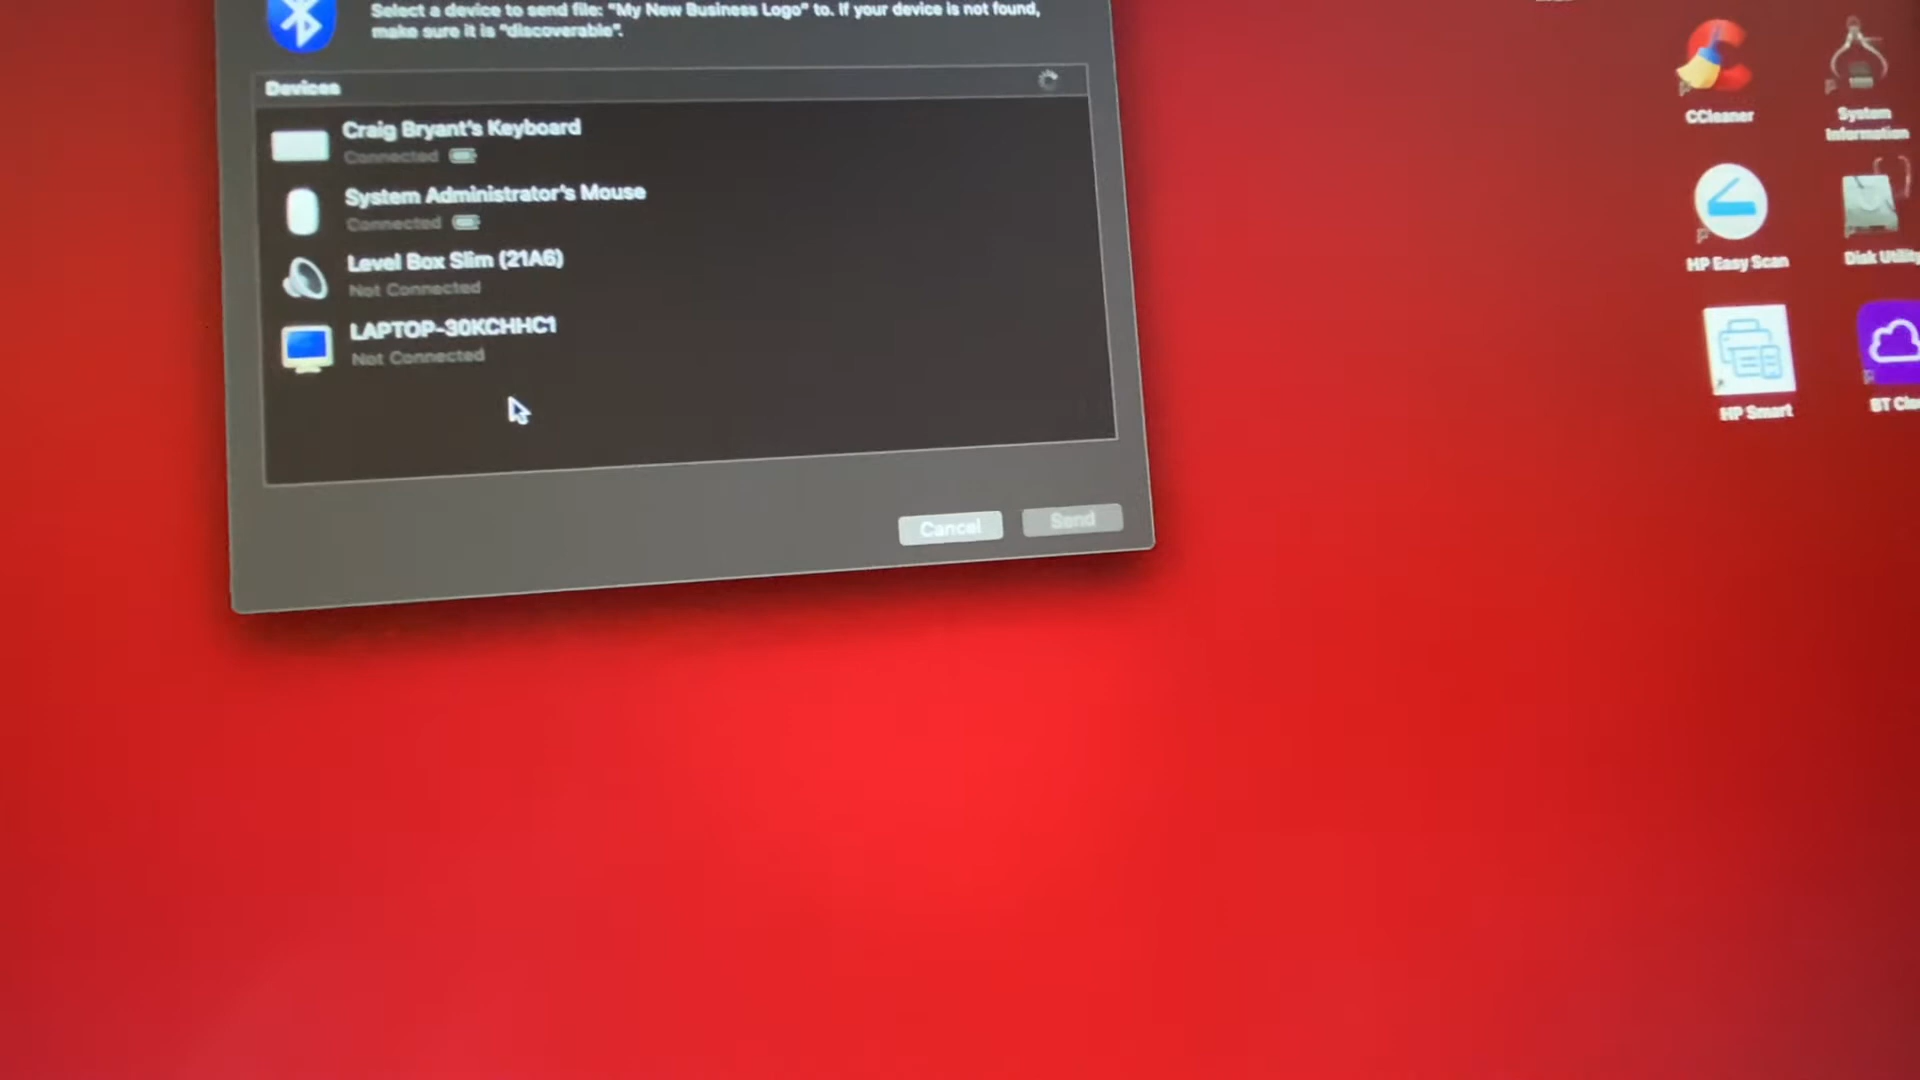 Select a device to send file: "My New Business Logo" to. If your device is not found,
make sure it is "discoverable".
Devices
Craig Bryant's Keyboard
Connected
System Administrator's Mouse
Connected
Level Box Slim (21A6)
Not Connected
LAPTOP-30KCHHC1
Not Connected
Cancel
Send
CCleaner
System
Information
HP Easy Scan
Disk Utility
HP Smart
BT Clo